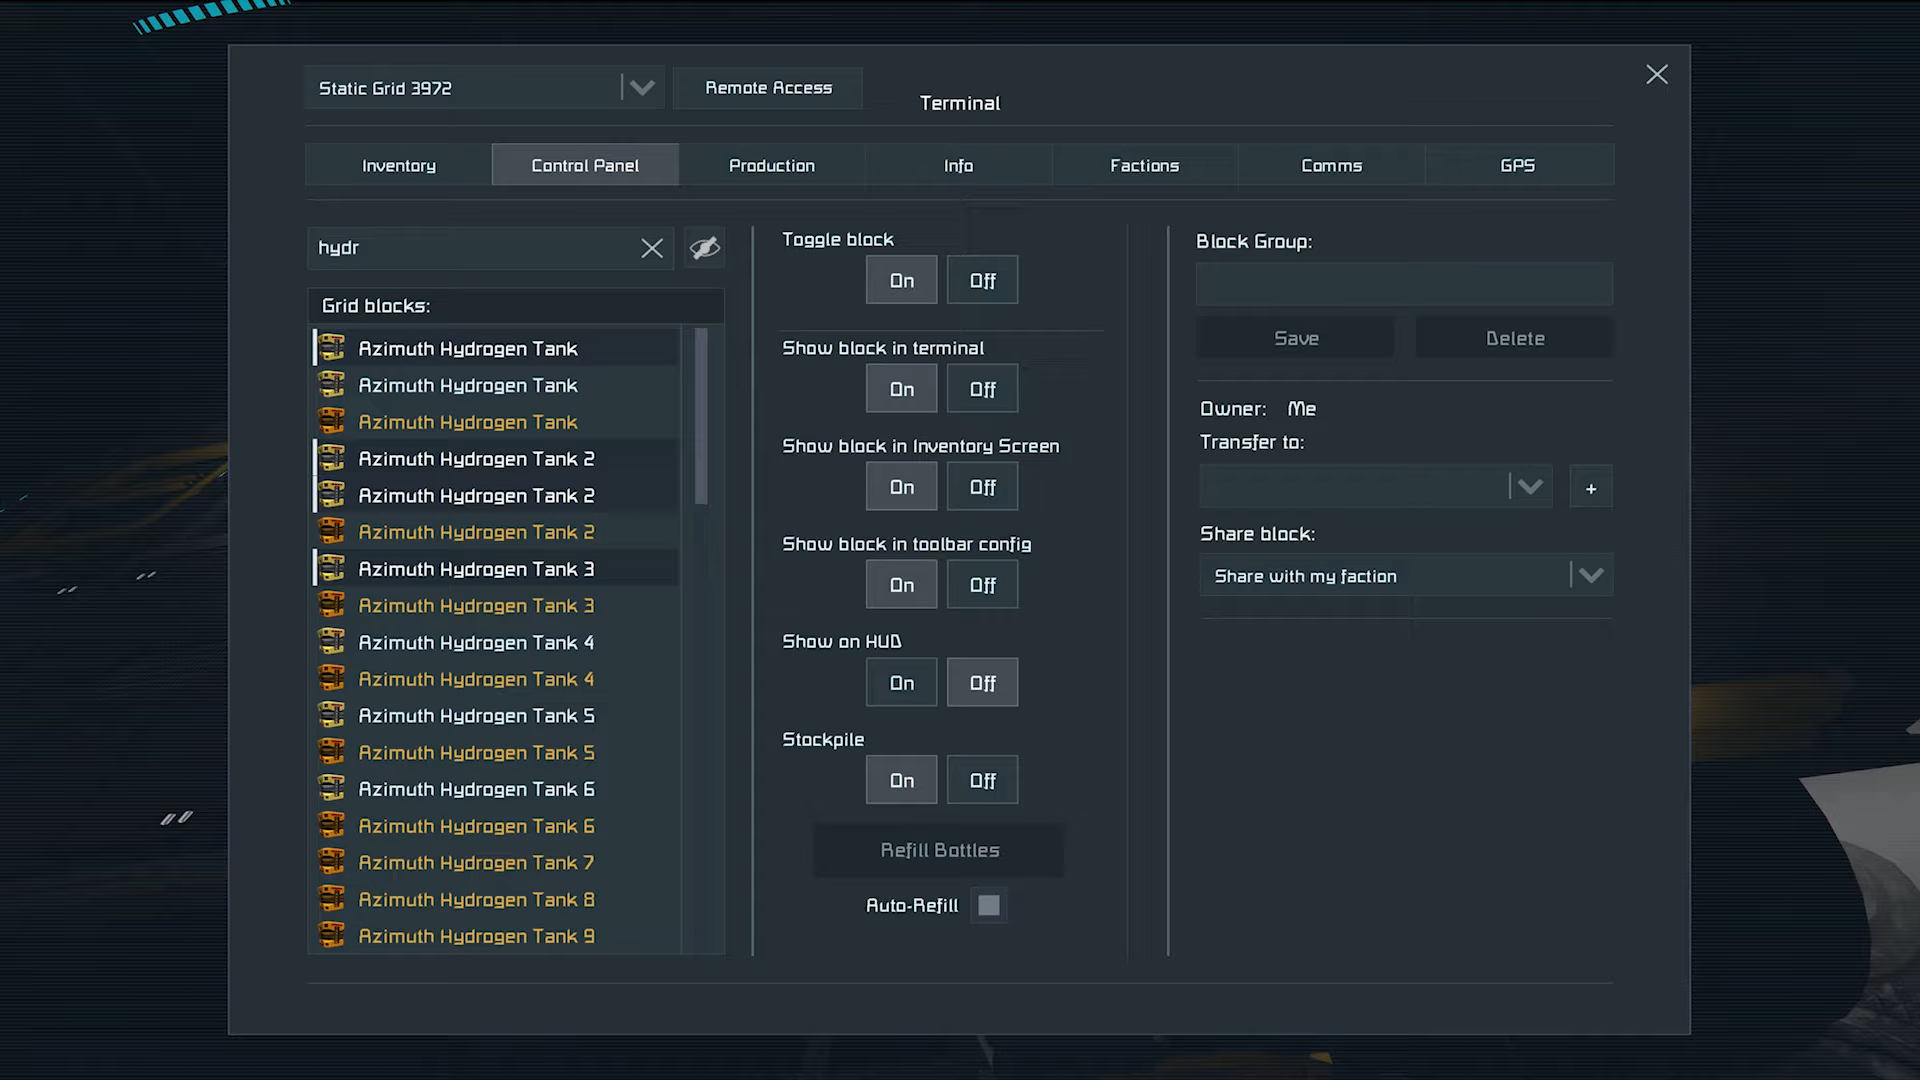 Static Grid 3972
Remote Access
Terminal
Inventory
Control Panel
Production
Info
Factions
Comms
GPS
hydr
Grid blocks:
Azimuth Hydrogen Tank
Azimuth Hydrogen Tank
Azimuth Hydrogen Tank
Azimuth Hydrogen Tank 2
Azimuth Hydrogen Tank 2
Azimuth Hydrogen Tank 2
Azimuth Hydrogen Tank 3
Azimuth Hydrogen Tank 3
Azimuth Hydrogen Tank 4
Azimuth Hydrogen Tank 4
Azimuth Hydrogen Tank 5
Azimuth Hydrogen Tank 5
Azimuth Hydrogen Tank 6
Azimuth Hydrogen Tank 6
Azimuth Hydrogen Tank 7
Azimuth Hydrogen Tank 8
Azimuth Hydrogen Tank 9
Toggle block
On Off
Show block in terminal
On Off
Show block in Inventory Screen
On Off
Show block in toolbar config
On Off
Show on HUD
On Off
Stockpile
On Off
Refill Bottles
Auto-Refill
Block Group:
Save Delete
Owner: Me
Transfer to:
+
Share block:
Share with my faction